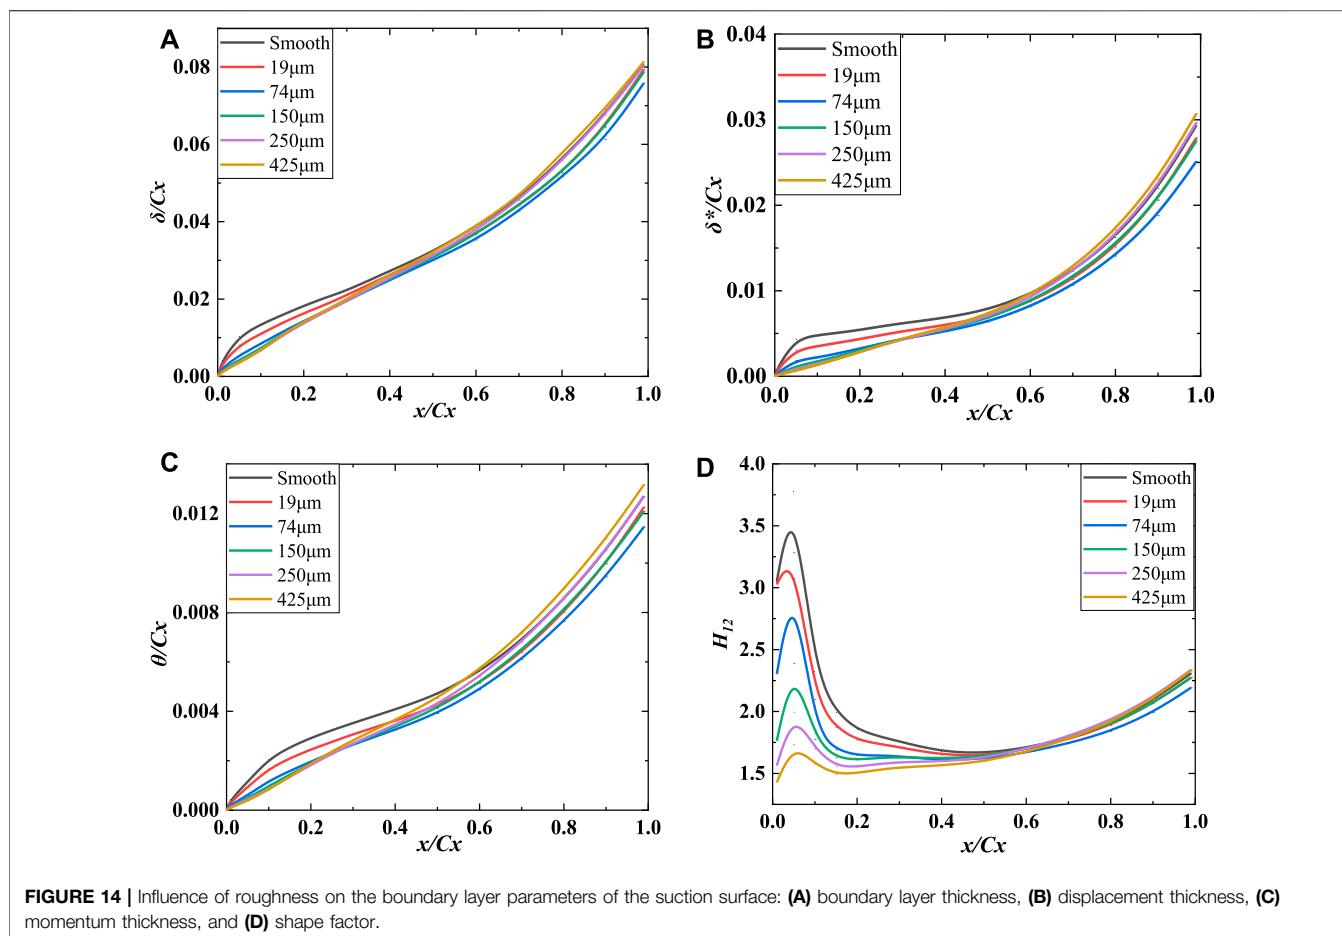 A
Smooth
19μm
74μm
150μm
250μm
425μm
0.08
0.06
0.04
0.02
0.00
δ/Cx
0.0 0.2 0.4 0.6 0.8 1.0
x/Cx
B
Smooth
19μm
74μm
150μm
250μm
425μm
0.04
0.03
0.02
0.01
0.00
δ*/Cx
0.0 0.2 0.4 0.6 0.8 1.0
x/Cx
C
Smooth
19μm
74μm
150μm
250μm
425μm
0.012
0.008
0.004
0.000
θ/Cx
0.0 0.2 0.4 0.6 0.8 1.0
x/Cx
D
Smooth
19μm
74μm
150μm
250μm
425μm
4.0
3.5
3.0
2.5
2.0
1.5
H12
0.0 0.2 0.4 0.6 0.8 1.0
x/Cx
FIGURE 14 | Influence of roughness on the boundary layer parameters of the suction surface: (A) boundary layer thickness, (B) displacement thickness, (C)
momentum thickness, and (D) shape factor.